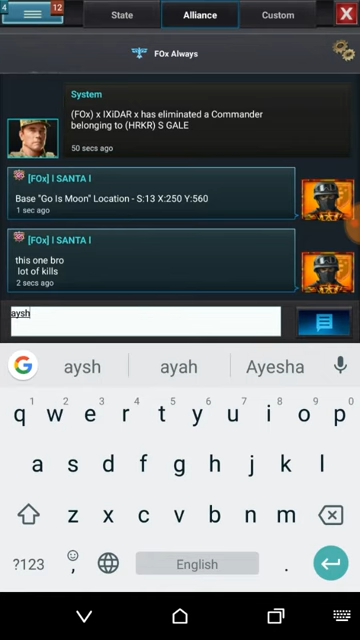 4
12
State
Alliance
Custom
X
FOx Always
System
(FOx) x IXiDAR x has eliminated a Commander
belonging to (HRKR) S GALE
50 secs ago
[FOx] l SANTA l
Base "Go Is Moon" Location - S:13 X:250 Y:560
1 sec ago
[FOx] l SANTA l
this one bro
lot of kills
2 secs ago
aysh
G aysh ayah Ayesha
1 2 3 4 5 6 7 8 9 0
q w e r t y u i o p
a s d f g h j k l
z x c v b n m
?123 , English .